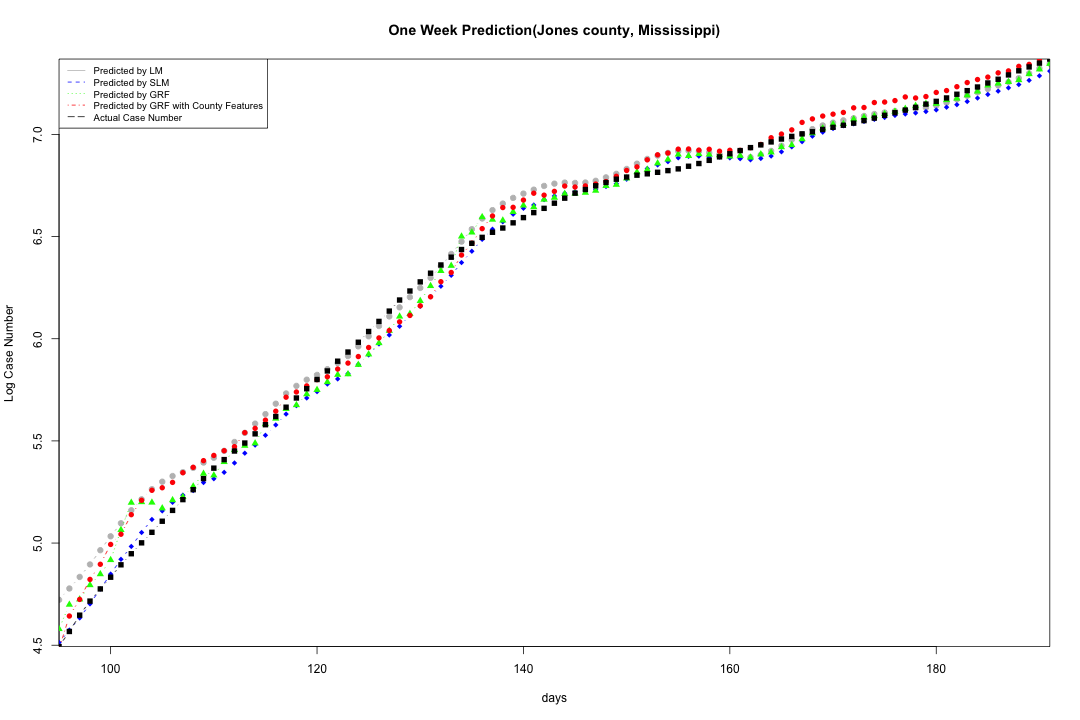 One Week Prediction(Jones county, Mississippi)
Predicted by LM
Predicted by SLM
Predicted by GRF
Predicted by GRF with County Features
Actual Case Number
Log Case Number
7.0
6.5
6.0
5.5
5.0
4.5
100 120 140 160 180
days